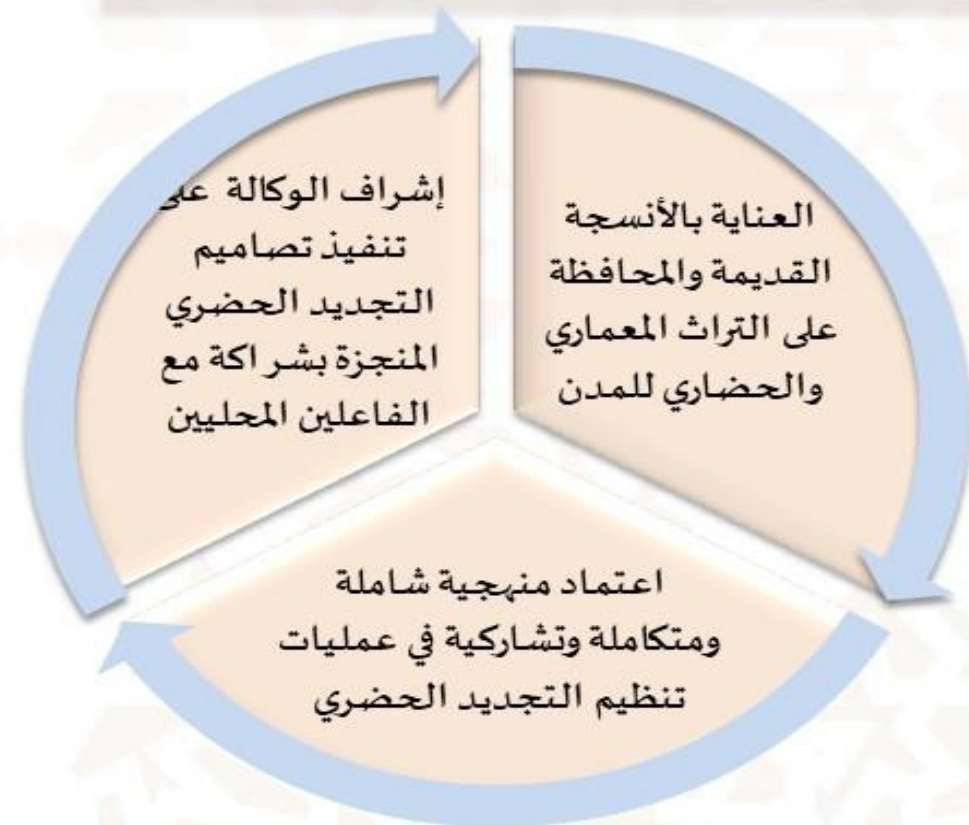 العناية بالأنسجة
القديمة والمحافظة
على التراث المعماري
والحضاري للمدن
اعتماد منهجية شاملة
ومتكاملة وتشاركية في عمليات
تنظيم التجديد الحضري
إشراف الوكالة على
تنفيذ تصاميم
التجديد الحضري
المنجزة بشراكة مع
الفاعلين المحليين